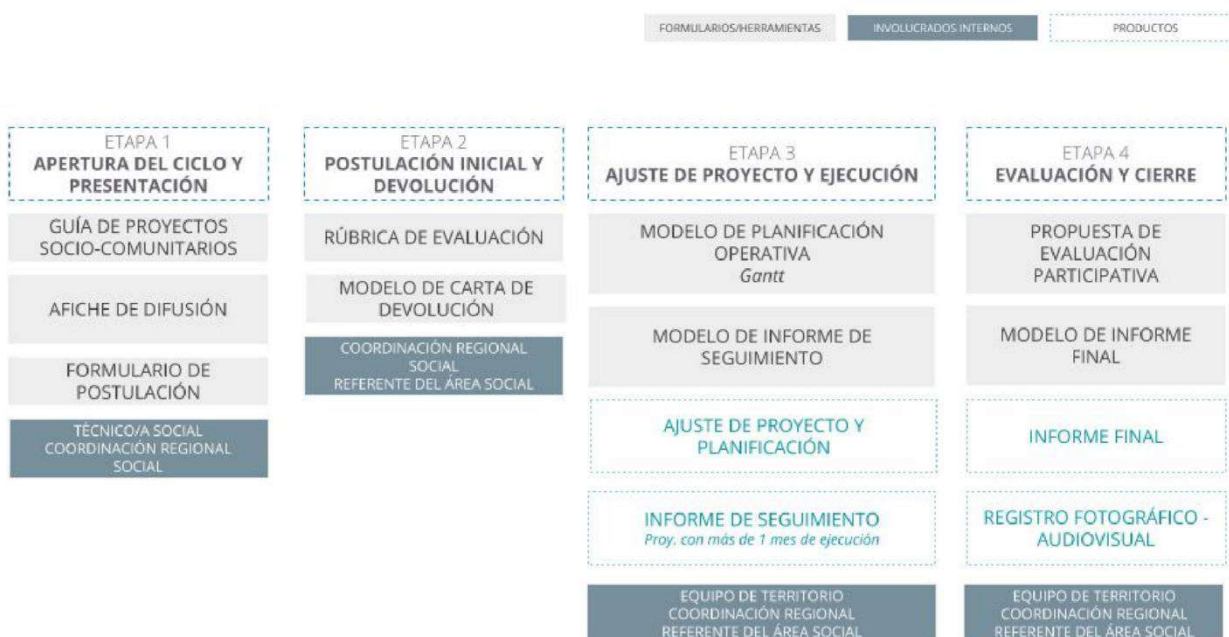 FORMULARIOS/HERRAMIENTAS
INVOLUCRADOS INTERNOS
PRODUCTOS
ETAPA 1
APERTURA DEL CICLO Y
PRESENTACIÓN
GUÍA DE PROYECTOS
SOCIO-COMUNITARIOS
AFICHE DE DIFUSIÓN
FORMULARIO DE
POSTULACIÓN
TÉCNICO/A SOCIAL
COORDINACIÓN REGIONAL
SOCIAL
ETAPA 2
POSTULACIÓN INICIAL Y
DEVOLUCIÓN
RÚBRICA DE EVALUACIÓN
MODELO DE CARTA DE
DEVOLUCIÓN
COORDINACIÓN REGIONAL
SOCIAL
REFERENTE DEL ÁREA SOCIAL
ETAPA 3
AJUSTE DE PROYECTO Y EJECUCIÓN
MODELO DE PLANIFICACIÓN
OPERATIVA
Gantt
MODELO DE INFORME DE
SEGUIMIENTO
AJUSTE DE PROYECTO Y
PLANIFICACIÓN
INFORME DE SEGUIMIENTO
Proy. con más de 1 mes de ejecución
EQUIPO DE TERRITORIO
COORDINACIÓN REGIONAL
REFERENTE DEL ÁREA SOCIAL
ETAPA 4
EVALUACIÓN Y CIERRE
PROPUESTA DE
EVALUACIÓN
PARTICIPATIVA
MODELO DE INFORME
FINAL
INFORME FINAL
REGISTRO FOTOGRÁFICO -
AUDIOVISUAL
EQUIPO DE TERRITORIO
COORDINACIÓN REGIONAL
REFERENTE DEL ÁREA SOCIAL